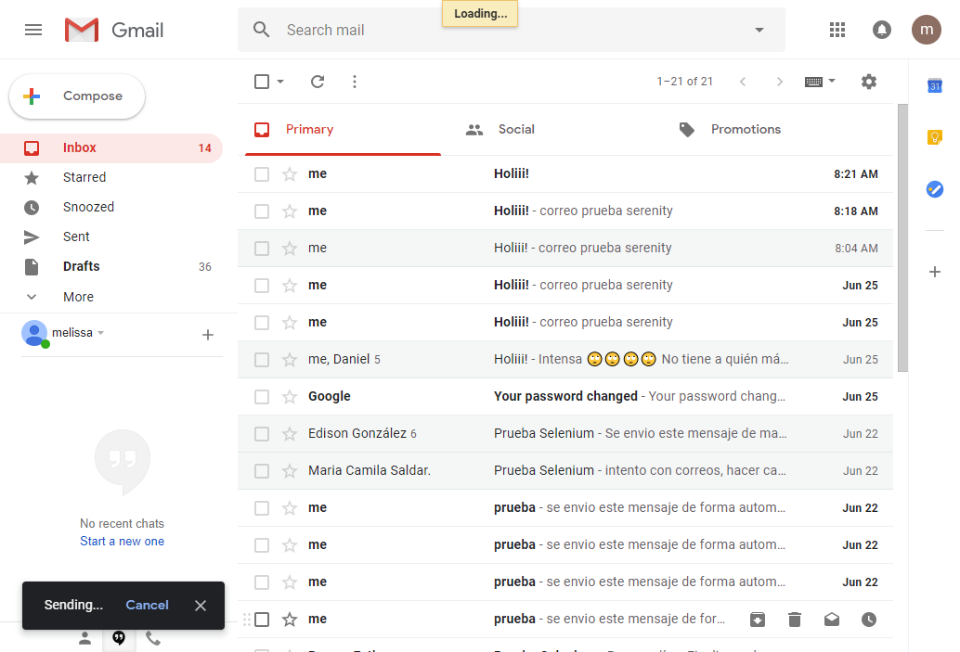 Loading...
Gmail
Search mail
m
Compose
1–21 of 21
31
Primary
Social
Promotions
Inbox 14
Starred
Snoozed
Sent
Drafts 36
More
melissa
No recent chats
Start a new one
Sending... Cancel
me Holiii! 8:21 AM
me Holiii! - correo prueba serenity 8:18 AM
me Holiii! - correo prueba serenity 8:04 AM
me Holiii! - correo prueba serenity Jun 25
me Holiii! - correo prueba serenity Jun 25
me, Daniel 5 Holiii! - Intensa 🙄🙄🙄🙄 No tiene a quién má… Jun 25
Google Your password changed - Your password chang… Jun 25
Edison González 6 Prueba Selenium - Se envio este mensaje de ma… Jun 22
Maria Camila Saldar. Prueba Selenium - intento con correos, hacer ca… Jun 22
me prueba - se envio este mensaje de forma autom… Jun 22
me prueba - se envio este mensaje de forma autom… Jun 22
me prueba - se envio este mensaje de forma autom… Jun 22
me prueba - se envio este mensaje de for…